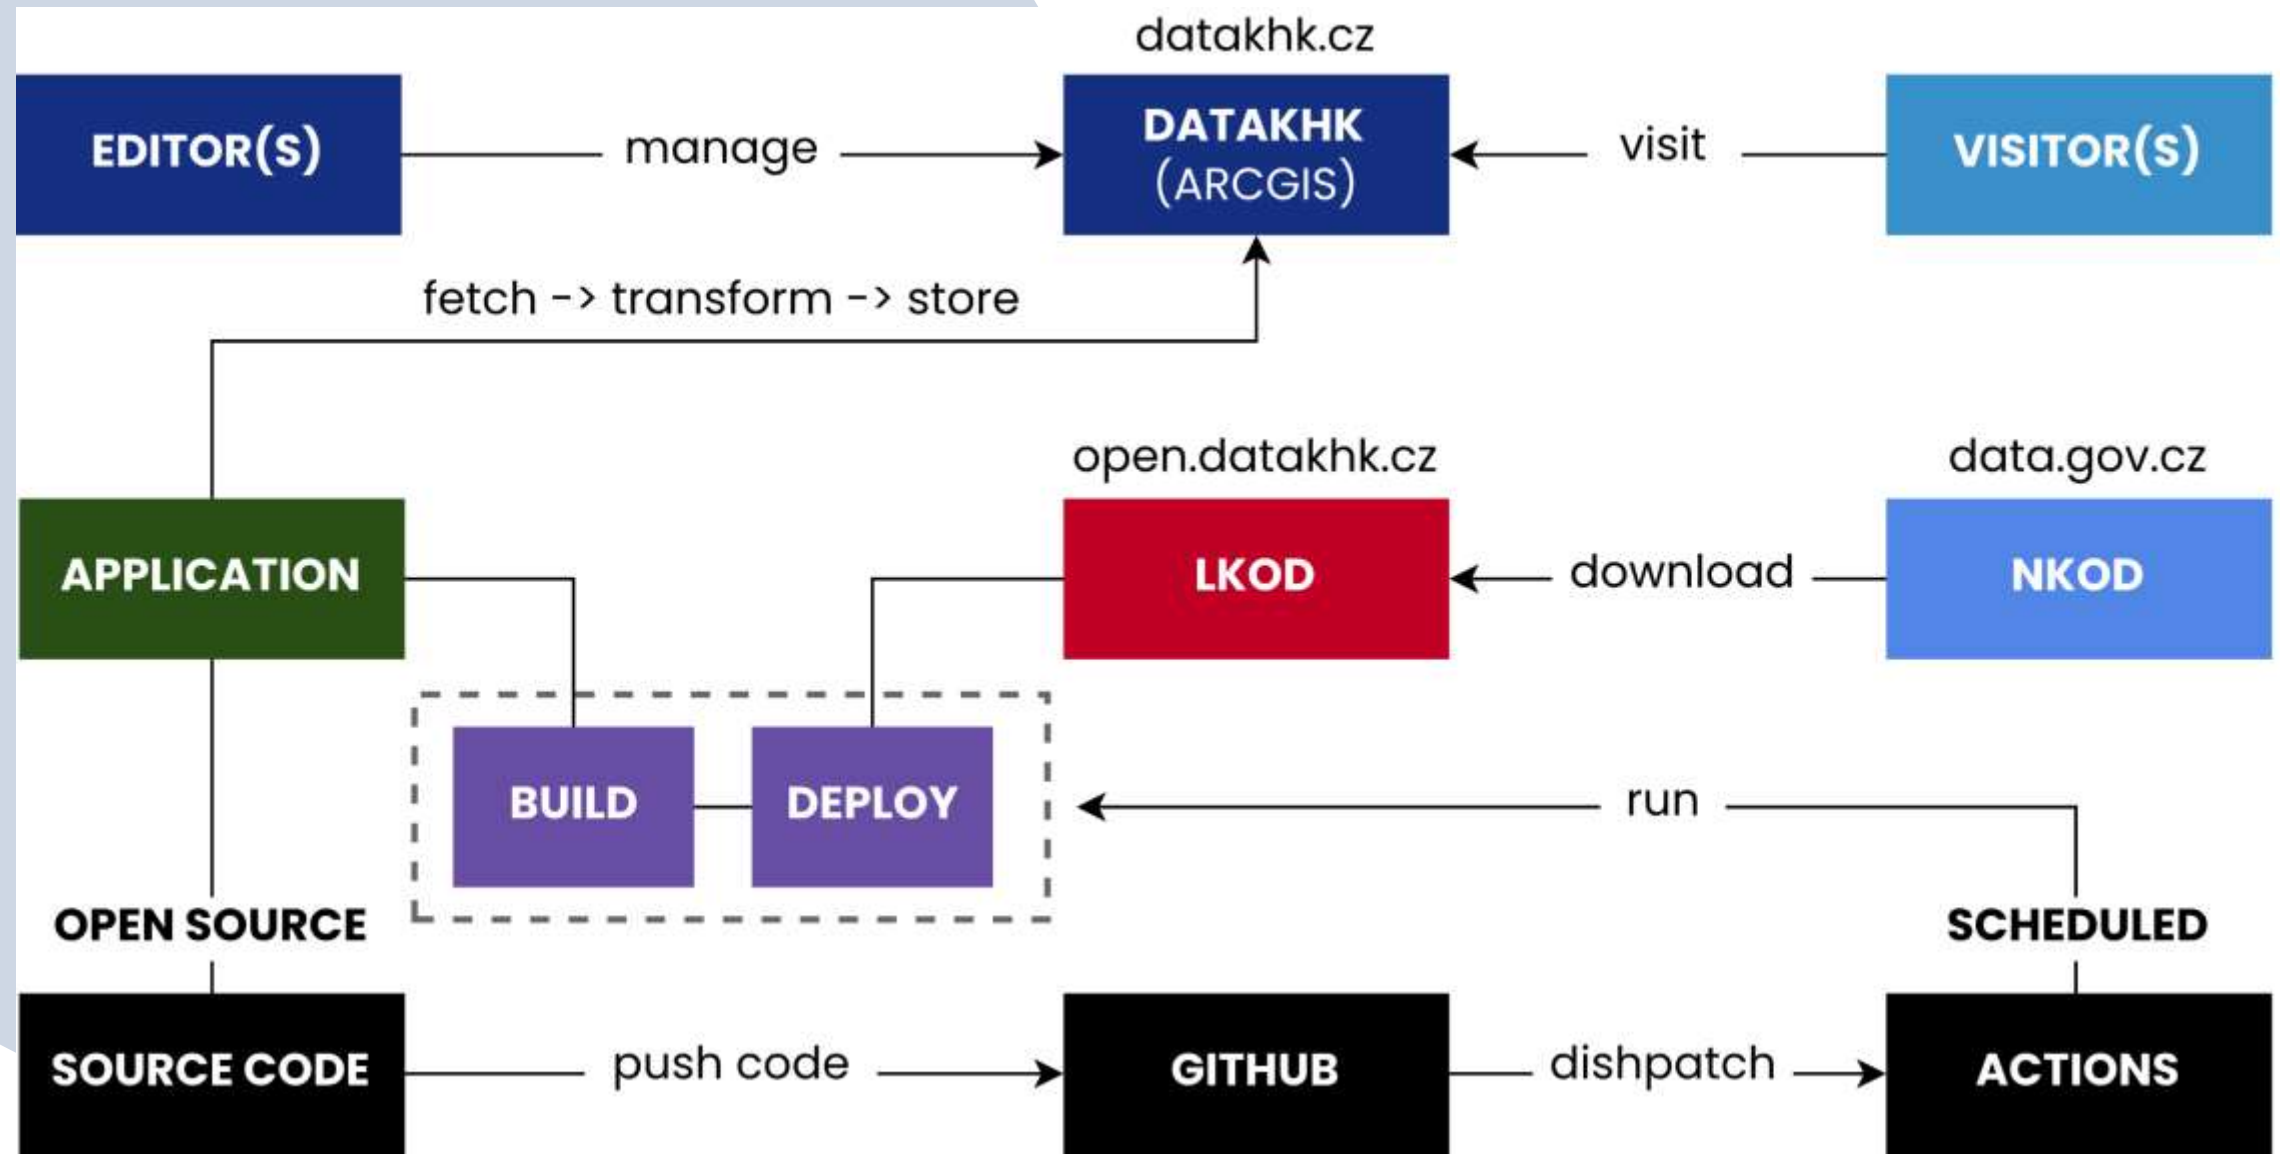 datakhk.cz
EDITOR(S)
manage
DATAKHK
(ARCGIS)
visit
VISITOR(S)
fetch -> transform -> store
open.datakhk.cz
data.gov.cz
APPLICATION
LKOD
download
NKOD
BUILD
DEPLOY
run
OPEN SOURCE
SCHEDULED
SOURCE CODE
push code
GITHUB
dishpatch
ACTIONS